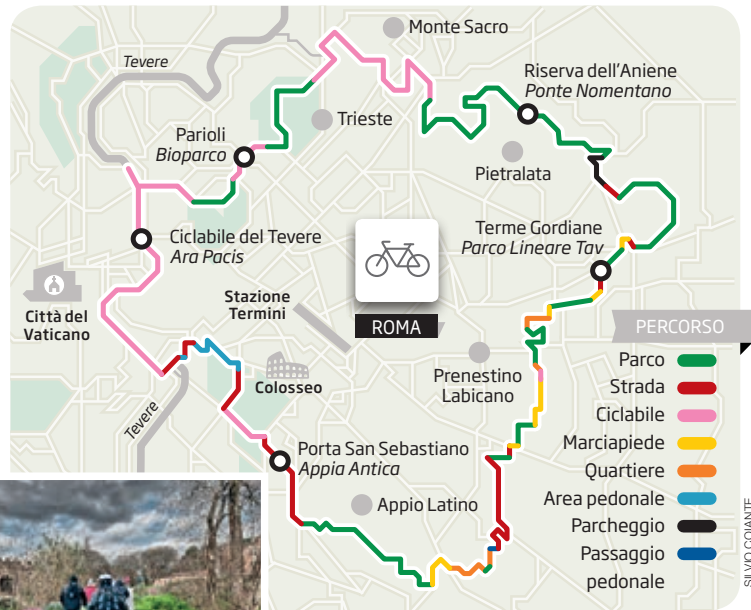 Monte Sacro
Tevere
Riserva dell'Aniene
Ponte Nomentano
Trieste
Parioli
Bioparco
Pietralata
Terme Gordiane
Parco Lineare Tav
Ciclabile del Tevere
Ara Pacis
Città del
Vaticano
Stazione
Termini
ROMA
PERCORSO
Colosseo
Prenestino
Labicano
Tevere
Porta San Sebastiano
Appia Antica
Appio Latino
Parco
Strada
Ciclabile
Marciapiede
Quartiere
Area pedonale
Parcheggio
Passaggio
pedonale
SILVIO COIANTE